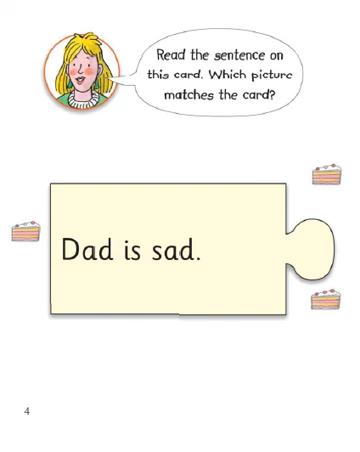 Read the sentence on
this card. Which picture
matches the card?
Dad is sad.
4